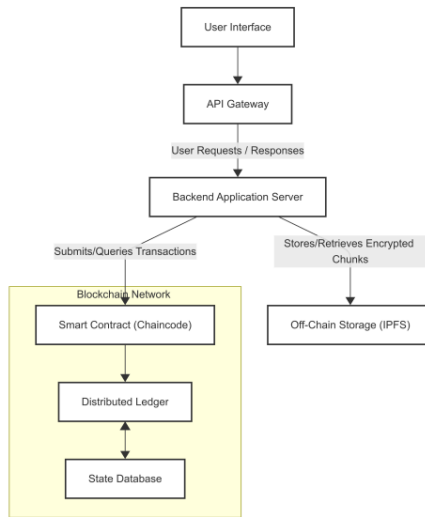 User Interface
API Gateway
User Requests / Responses
Backend Application Server
Submits/Queries Transactions
Stores/Retrieves Encrypted
Chunks
Blockchain Network
Smart Contract (Chaincode)
Off-Chain Storage (IPFS)
Distributed Ledger
State Database